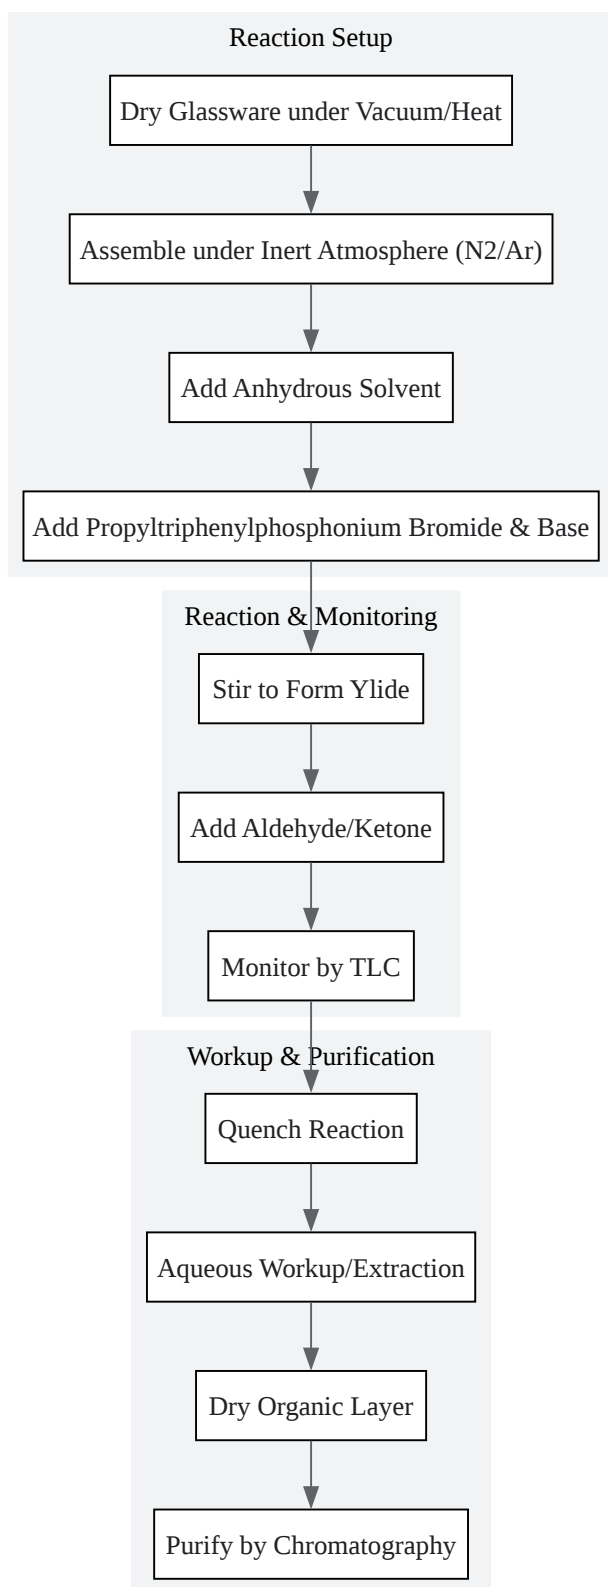 Reaction Setup
Dry Glassware under Vacuum/Heat
Assemble under Inert Atmosphere (N2/Ar)
Add Anhydrous Solvent
Add Propyltriphenylphosphonium Bromide & Base
Reaction & Monitoring
Stir to Form Ylide
Add Aldehyde/Ketone
Monitor by TLC
Workup & Purification
Quench Reaction
Aqueous Workup/Extraction
Dry Organic Layer
Purify by Chromatography